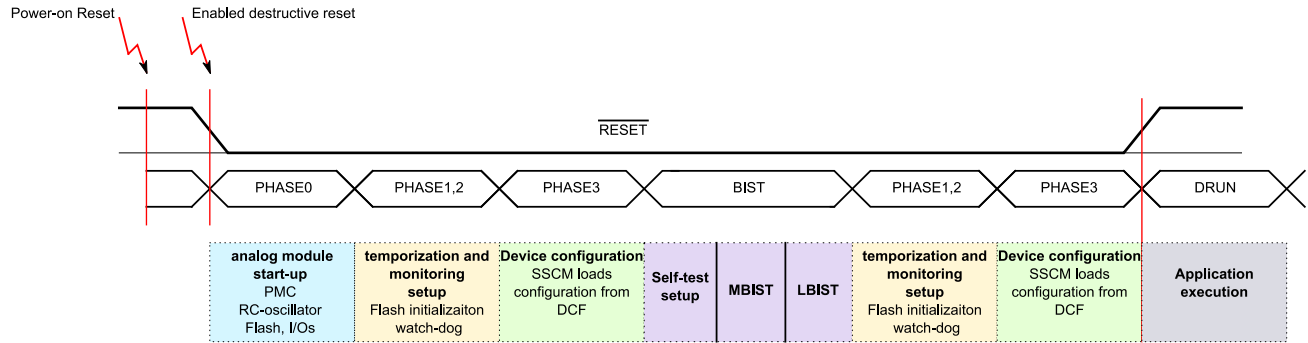 Power-on Reset
Enabled destructive reset
RESET
PHASE0
PHASE1,2
PHASE3
BIST
PHASE1,2
PHASE3
DRUN
analog module
start-up
PMC
RC-oscillator
Flash, I/Os
temporization and
monitoring
setup
Flash initializaiton
watch-dog
Device configuration
SSCM loads
configuration from
DCF
Self-test
setup
MBIST
LBIST
temporization and
monitoring
setup
Flash initializaiton
watch-dog
Device configuration
SSCM loads
configuration from
DCF
Application
execution